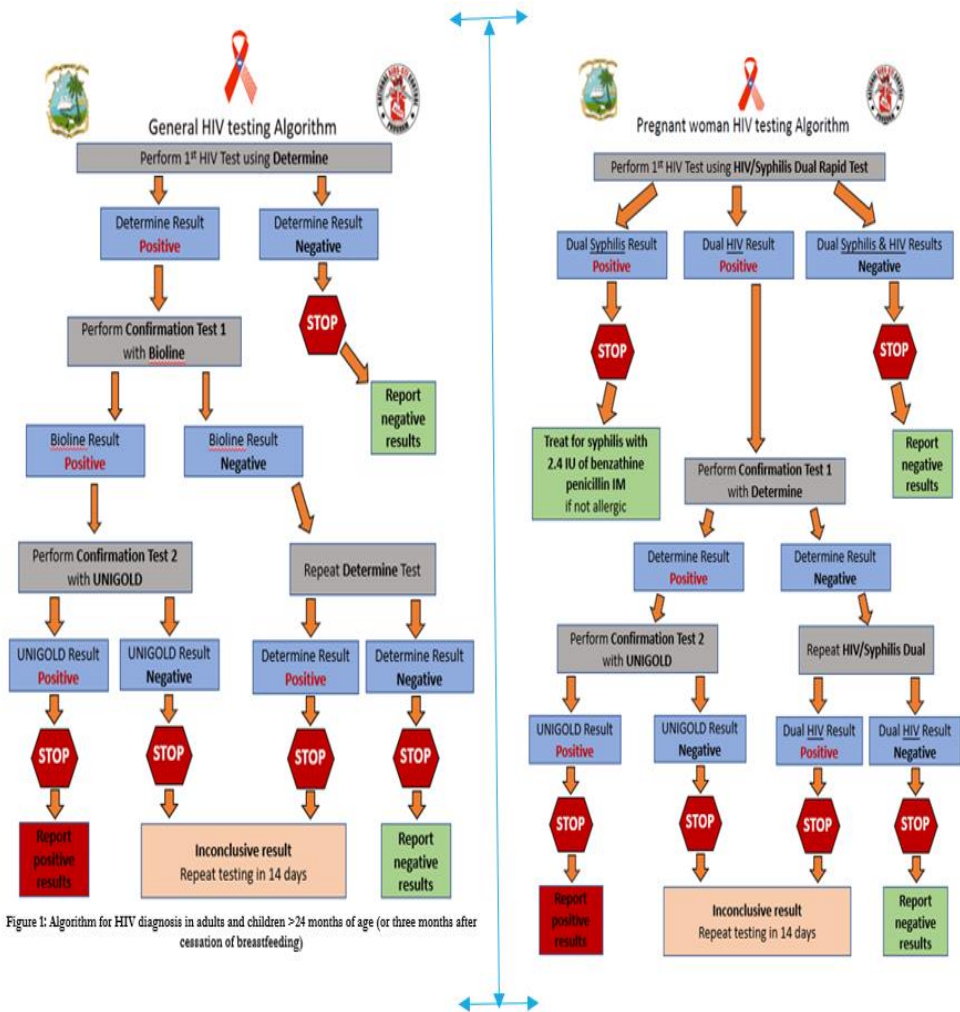 General HIV testing Algorithm
Perform 1st HIV Test using Determine
Determine Result
Positive
Determine Result
Negative
STOP
Perform Confirmation Test 1
with Bioline
Report
negative
results
Bioline Result
Positive
Bioline Result
Negative
Perform Confirmation Test 2
with UNIGOLD
Repeat Determine Test
UNIGOLD Result
Positive
UNIGOLD Result
Negative
Determine Result
Positive
Determine Result
Negative
STOP
STOP
STOP
STOP
Report
positive
results
Inconclusive result
Repeat testing in 14 days
Report
negative
results
Figure 1: Algorithm for HIV diagnosis in adults and children >24 months of age (or three months after
cessation of breastfeeding)
Pregnant woman HIV testing Algorithm
Perform 1st HIV Test using HIV/Syphilis Dual Rapid Test
Dual Syphilis Result
Positive
Dual HIV Result
Positive
Dual Syphilis & HIV Results
Negative
STOP
STOP
Treat for syphilis with
2.4 IU of benzathine
penicillin IM
if not allergic
Report
negative
results
Perform Confirmation Test 1
with Determine
Determine Result
Positive
Determine Result
Negative
Perform Confirmation Test 2
with UNIGOLD
Repeat HIV/Syphilis Dual
UNIGOLD Result
Positive
UNIGOLD Result
Negative
Dual HIV Result
Positive
Dual HIV Result
Negative
STOP
STOP
STOP
STOP
Report
positive
results
Inconclusive result
Repeat testing in 14 days
Report
negative
results